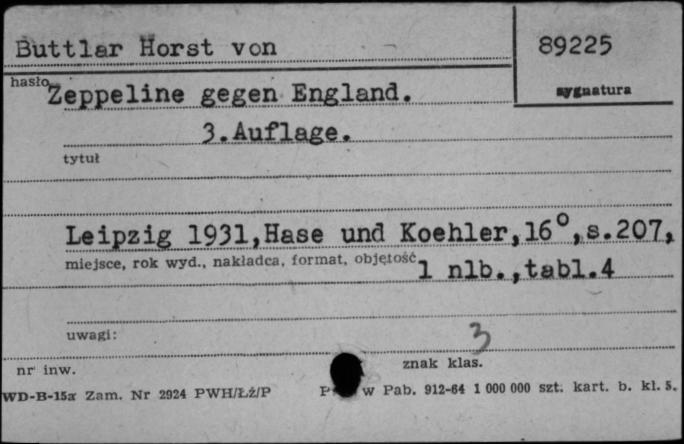 Buttlar Horst von
89225
hasło
sygnatura
Zeppeline gegen England.
3.Auflage.
tytuł
Leipzig 1931,Hase und Koehler,16°,s.207,
miejsce, rok wyd., nakładca, format, objętość
1 nlb.,tabl.4
uwagi:
3
nr inw.
znak klas.
WD-B-15a Zam. Nr 2924 PWH/ŁŻ/P
w Pab. 912-64 1 000 000 szt. kart. b. kl. 5.